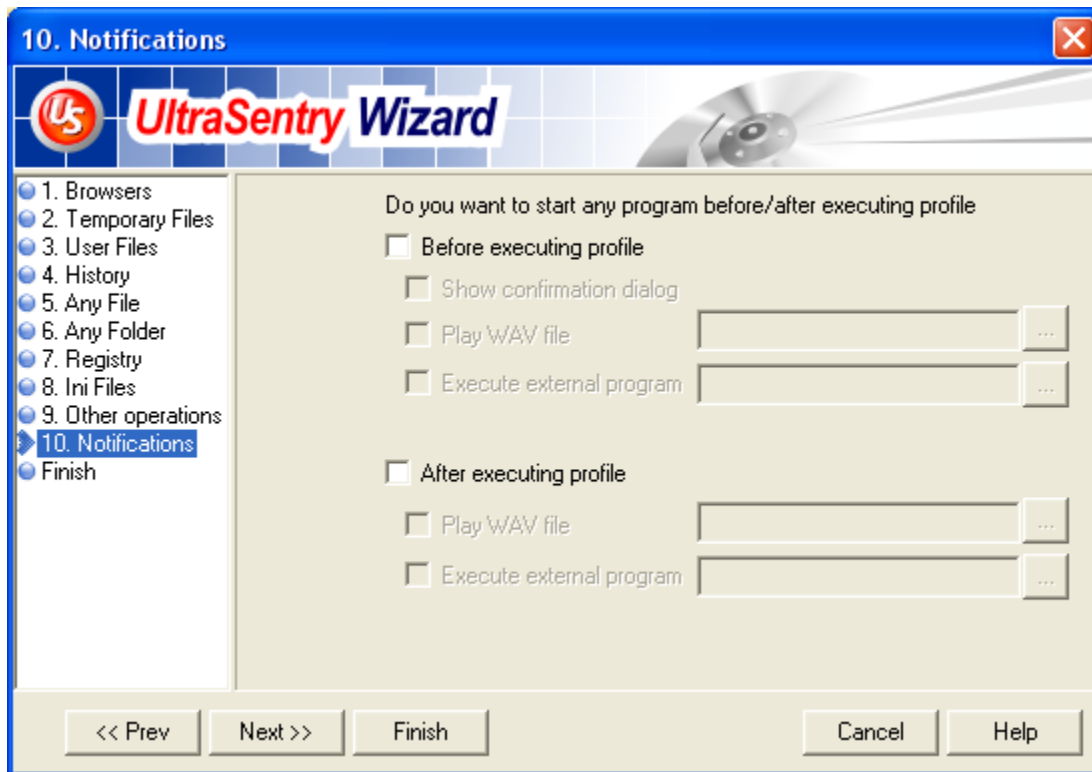 10. Notifications
US
UltraSentry Wizard
1. Browsers
2. Temporary Files
3. User Files
4. History
5. Any File
6. Any Folder
7. Registry
8. Ini Files
9. Other operations
10. Notifications
Finish
Do you want to start any program before/after executing profile
Before executing profile
Show confirmation dialog
Play WAV file ...
Execute external program ...
After executing profile
Play WAV file ...
Execute external program ...
<< Prev Next >> Finish Cancel Help